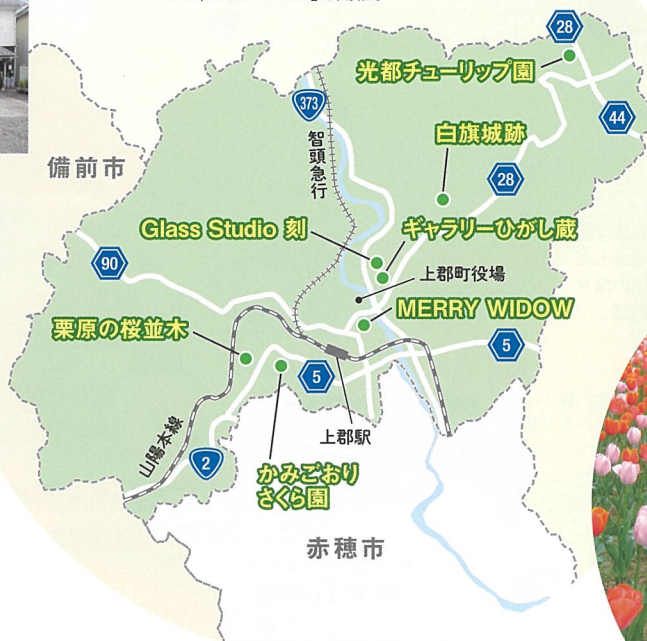 28
光都チューリップ園
373
44
白旗城跡
智頭急行
備前市
28
Glass Studio 刻
ギャラリーひがし蔵
90
上郡町役場
MERRY WIDOW
栗原の桜並木
5
5
上郡駅
山陽本線
2
かみごおり
さくら園
赤穂市